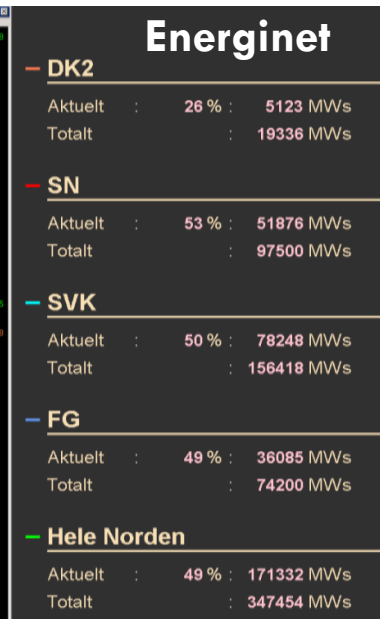 Energinet
DK2
Aktuelt : 26 % : 5123 MWs
Totalt : 19336 MWs
SN
Aktuelt : 53 % : 51876 MWs
Totalt : 97500 MWs
SVK
Aktuelt : 50 % : 78248 MWs
Totalt : 156418 MWs
FG
Aktuelt : 49 % : 36085 MWs
Totalt : 74200 MWs
Hele Norden
Aktuelt : 49 % : 171332 MWs
Totalt : 347454 MWs